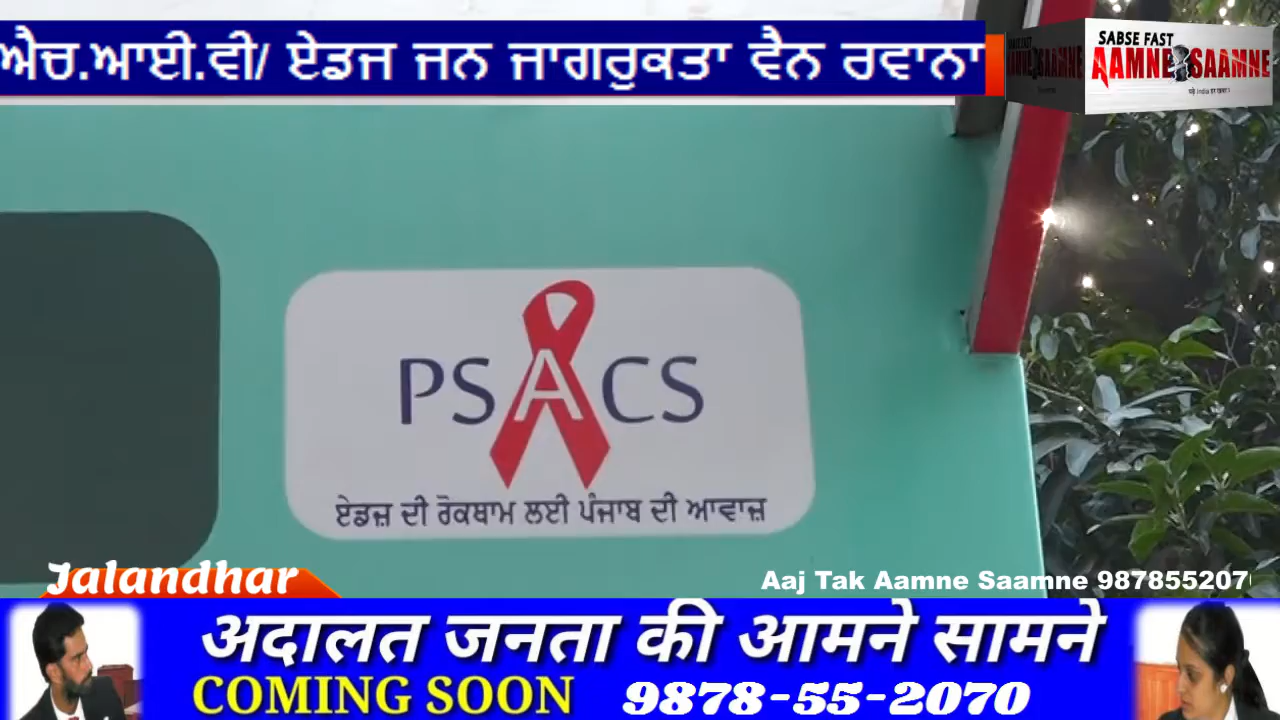 ਐਚ.ਆਈ.ਵੀ/ ਏਡਜ ਜਨ ਜਾਗਰੁਕਤਾ ਵੈਨ ਰਵਾਨਾ
SABSE FAST
AAMNE SAAMNE
PSACS
ਏਡਜ਼ ਦੀ ਰੋਕਥਾਮ ਲਈ ਪੰਜਾਬ ਦੀ ਆਵਾਜ਼
Jalandhar
Aaj Tak Aamne Saamne 987855207
अदालत जनता की आमने सामने
COMING SOON 9878-55-2070